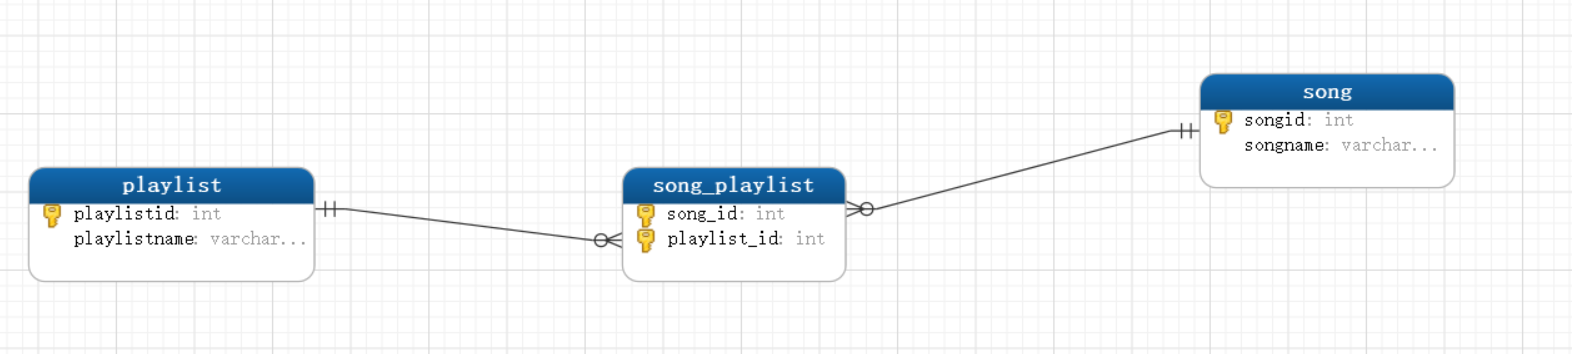 song
songid: int
songname: varchar...
playlist
playlistid: int
playlistname: varchar...
song_playlist
song_id: int
playlist_id: int